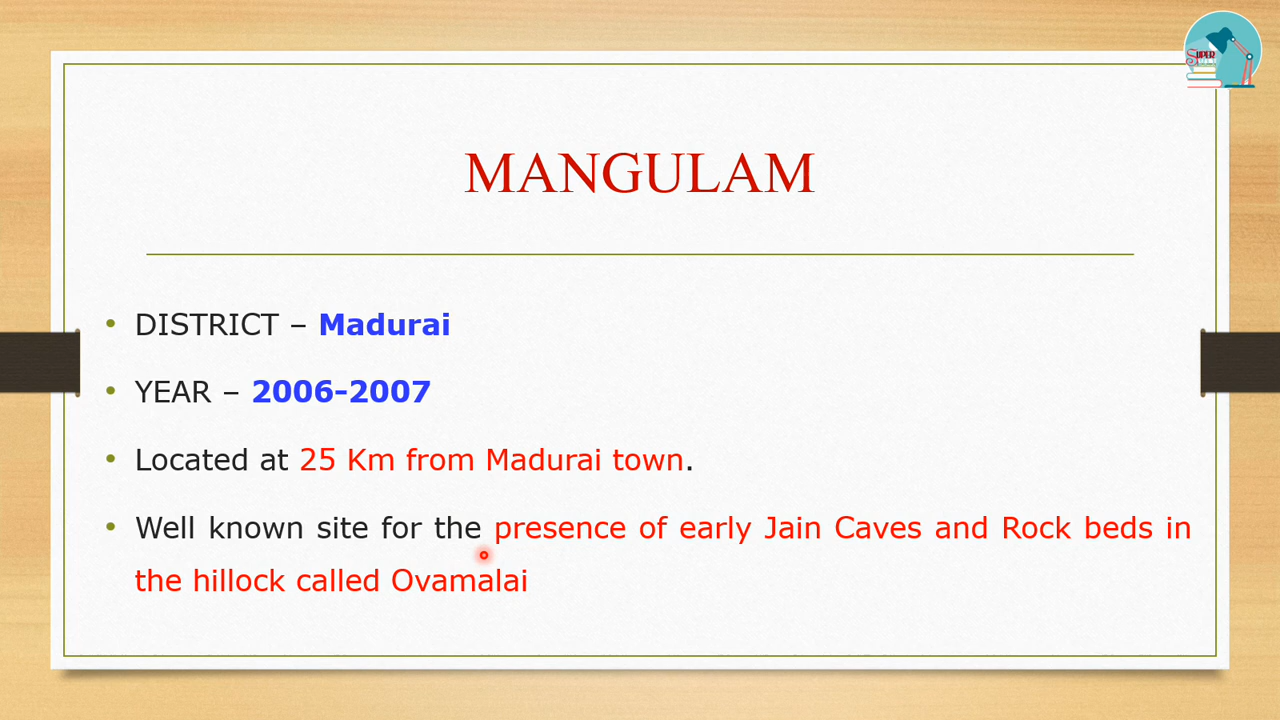 SUPER
MANGULAM
• DISTRICT – Madurai
• YEAR – 2006-2007
• Located at 25 Km from Madurai town.
• Well known site for the presence of early Jain Caves and Rock beds in
the hillock called Ovamalai